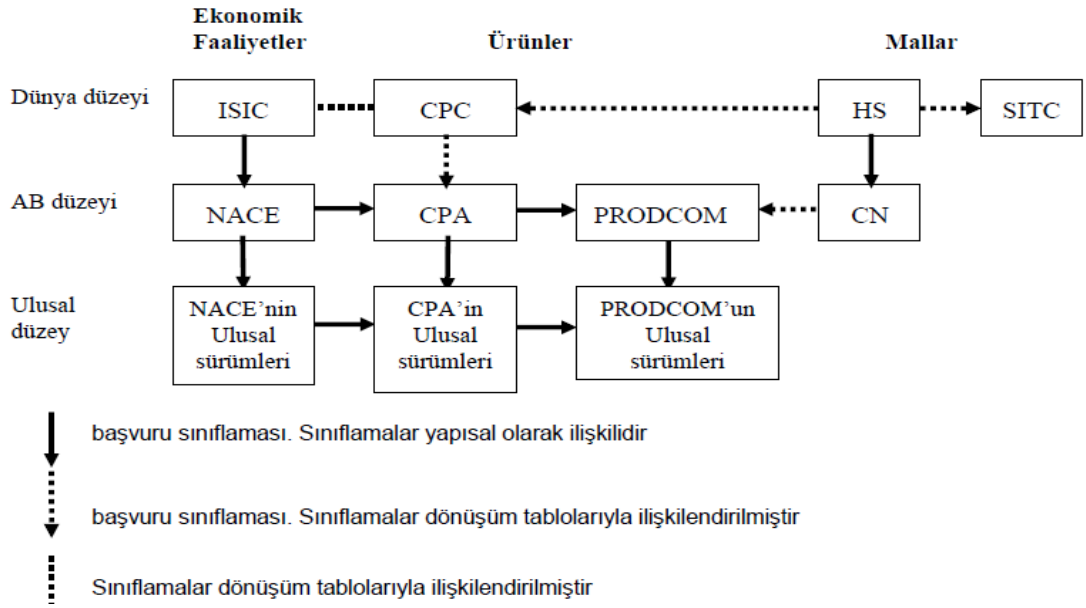 Ekonomik
Faaliyetler
Ürünler
Mallar
Dünya düzeyi
ISIC
CPC
HS
SITC
AB düzeyi
NACE
CPA
PRODCOM
CN
Ulusal
düzey
NACE’nin
Ulusal
sürümleri
CPA’in
Ulusal
sürümleri
PRODCOM’un
Ulusal
sürümleri
başvuru sınıflaması. Sınıflamalar yapısal olarak ilişkilidir
başvuru sınıflaması. Sınıflamalar dönüşüm tablolarıyla ilişkilendirilmiştir
Sınıflamalar dönüşüm tablolarıyla ilişkilendirilmiştir